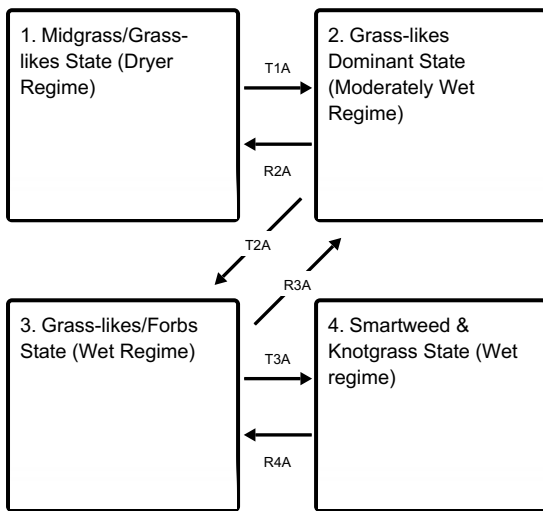 1. Midgrass/Grass-
likes State (Dryer
Regime)
T1A
2. Grass-likes
Dominant State
(Moderately Wet
Regime)
R2A
T2A
R3A
3. Grass-likes/Forbs
State (Wet Regime)
T3A
4. Smartweed &
Knotgrass State (Wet
regime)
R4A